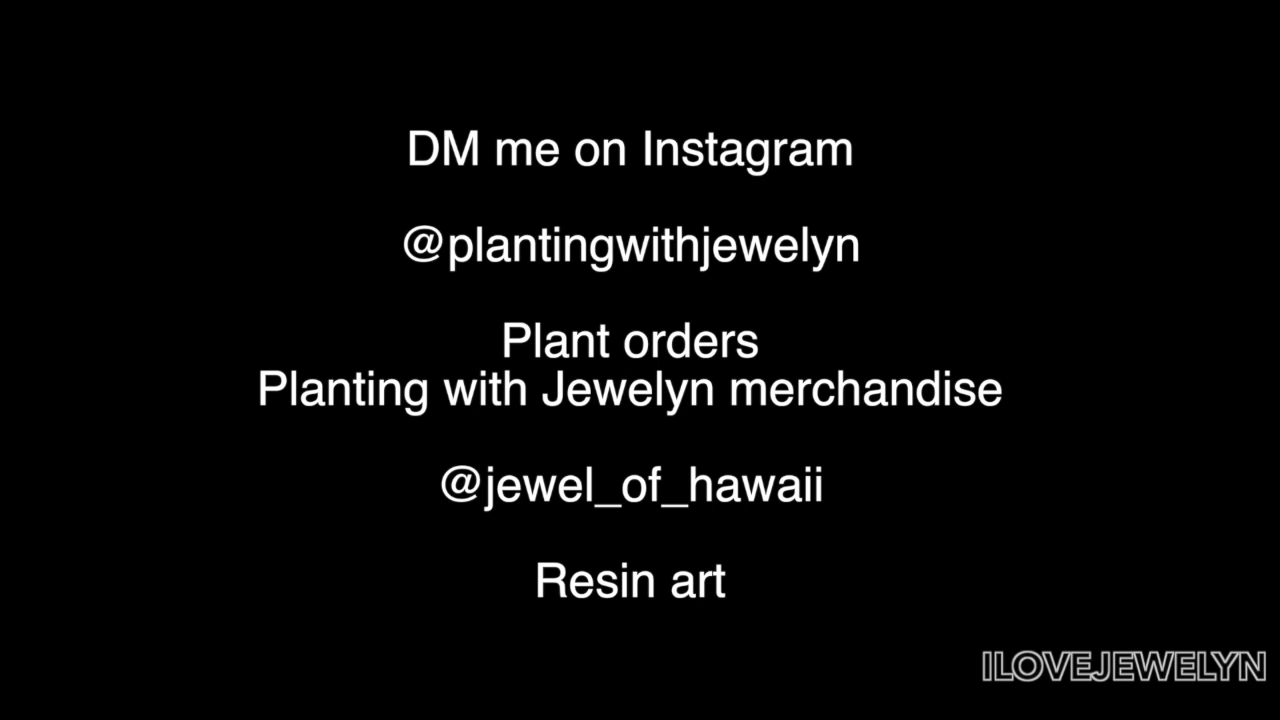 DM me on Instagram
@plantingwithjewelyn
Plant orders
Planting with Jewelyn merchandise
@jewel_of_hawaii
Resin art
ILOVEJEWELYN